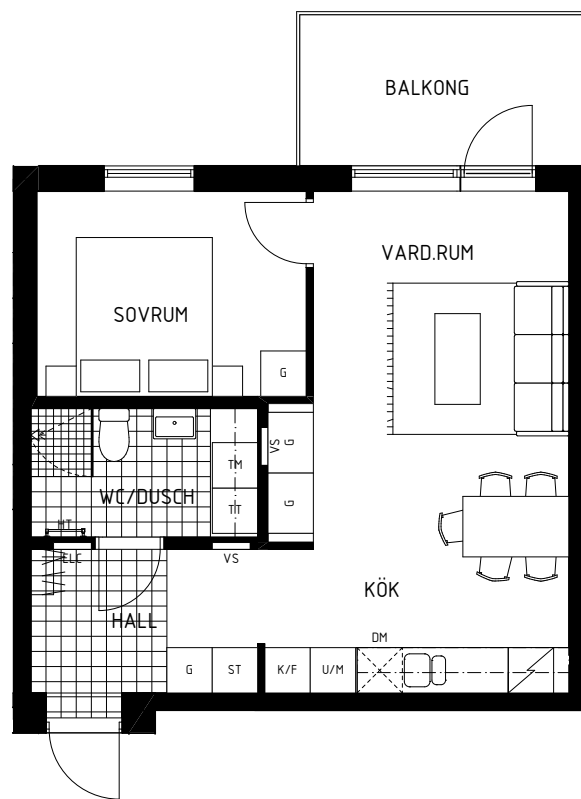 BALKONG
VARD.RUM
SOVRUM
G
G
VS
TM
WC/DUSCH
TT
G
HT
ELC
VS
KÖK
HALL
DM
G
ST
K/F
U/M